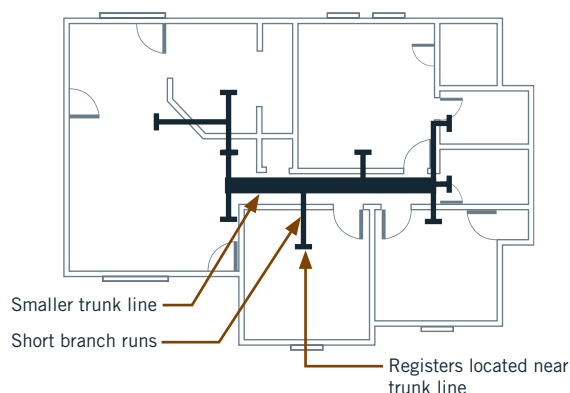 Smaller trunk line
Short branch runs
Registers located near
trunk line